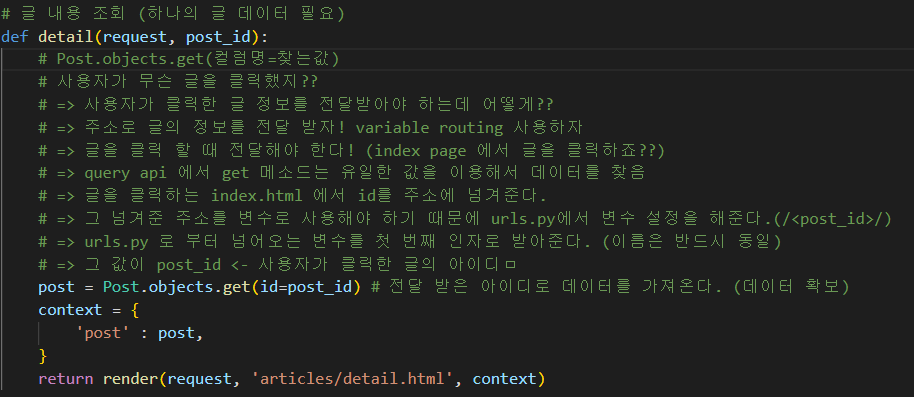 # 글 내용 조회 (하나의 글 데이터 필요)
def detail(request, post_id):
# Post.objects.get(컬럼명=찾는값)
# 사용자가 무슨 글을 클릭했지??
# => 사용자가 클릭한 글 정보를 전달받아야 하는데 어떻게??
# => 주소로 글의 정보를 전달 받자! variable routing 사용하자
# => 글을 클릭 할 때 전달해야 한다! (index page 에서 글을 클릭하죠??)
# => query api 에서 get 메소드는 유일한 값을 이용해서 데이터를 찾음
# => 글을 클릭하는 index.html 에서 id를 주소에 넘겨준다.
# => 그 넘겨준 주소를 변수로 사용해야 하기 때문에 urls.py에서 변수 설정을 해준다.(/<post_id>/)
# => urls.py 로 부터 넘어오는 변수를 첫 번째 인자로 받아준다. (이름은 반드시 동일)
# => 그 값이 post_id <- 사용자가 클릭한 글의 아이디ㅁ
post = Post.objects.get(id=post_id) # 전달 받은 아이디로 데이터를 가져온다. (데이터 확보)
context = {
'post' : post,
}
return render(request, 'articles/detail.html', context)